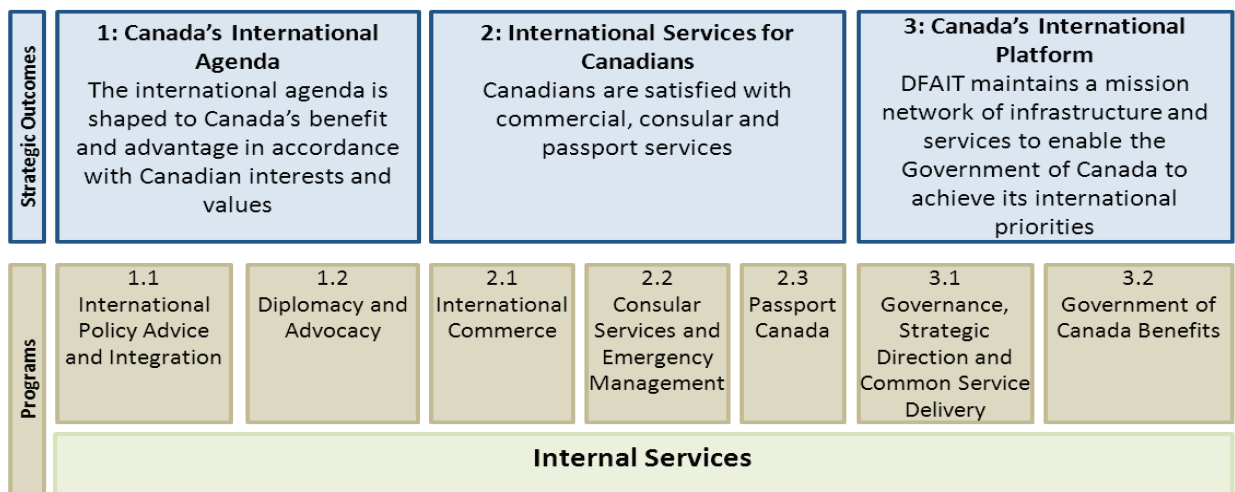 Strategic Outcomes
1: Canada’s International
Agenda
The international agenda is
shaped to Canada’s benefit
and advantage in accordance
with Canadian interests and
values
2: International Services for
Canadians
Canadians are satisfied with
commercial, consular and
passport services
3: Canada’s International
Platform
DFAIT maintains a mission
network of infrastructure and
services to enable the
Government of Canada to
achieve its international
priorities
Programs
1.1
International
Policy Advice
and Integration
1.2
Diplomacy and
Advocacy
2.1
International
Commerce
2.2
Consular
Services and
Emergency
Management
2.3
Passport
Canada
3.1
Governance,
Strategic
Direction and
Common Service
Delivery
3.2
Government of
Canada Benefits
Internal Services